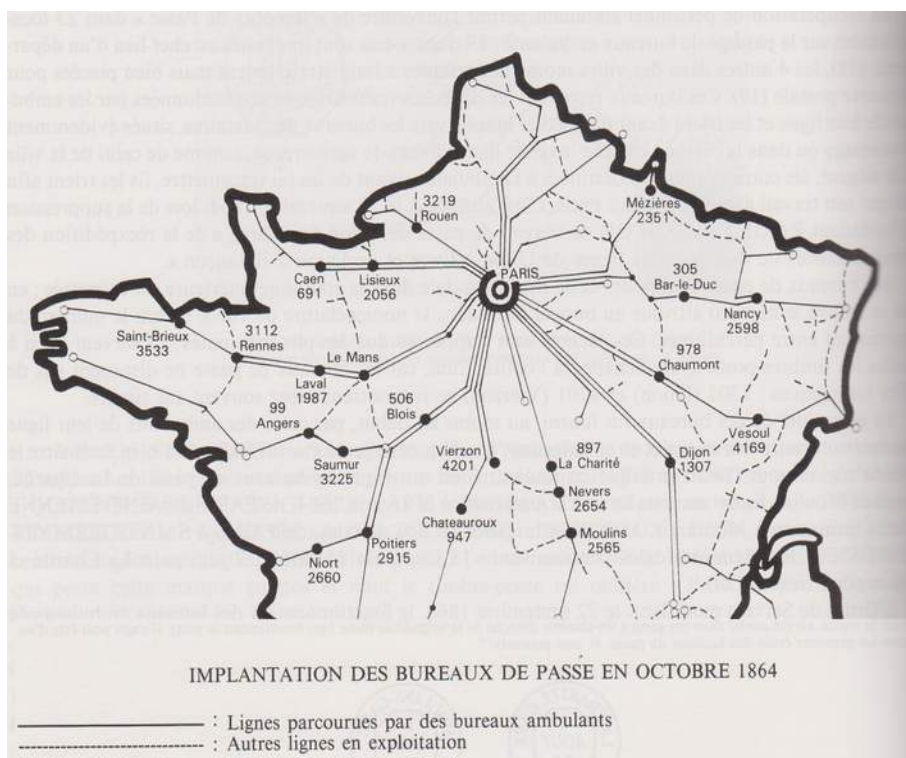 3219
Rouen
Mézières
2351
PARIS
Caen
691
Lisieux
2056
305
Bar-le-Duc
Nancy
2598
Saint-Brieux
3533
3112
Rennes
Le Mans
Laval
1987
978
Chaumont
99
Angers
506
Blois
Saumur
3225
Vierzon
4201
897
La Charité
Dijon
1307
Vesoul
4169
Nevers
2654
Chateauroux
947
Moulins
2565
Poitiers
2915
Niort
2660
IMPLANTATION DES BUREAUX DE PASSE EN OCTOBRE 1864
: Lignes parcourues par des bureaux ambulants
: Autres lignes en exploitation